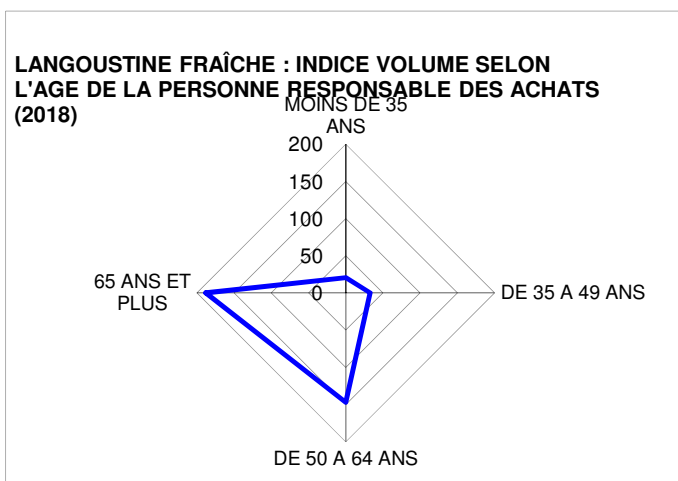 LANGOUSTINE FRAÎCHE : INDICE VOLUME SELON
L'AGE DE LA PERSONNE RESPONSABLE DES ACHATS
(2018)
MOINS DE 35
ANS
200
150
100
50
0
65 ANS ET
PLUS
DE 35 A 49 ANS
DE 50 A 64 ANS